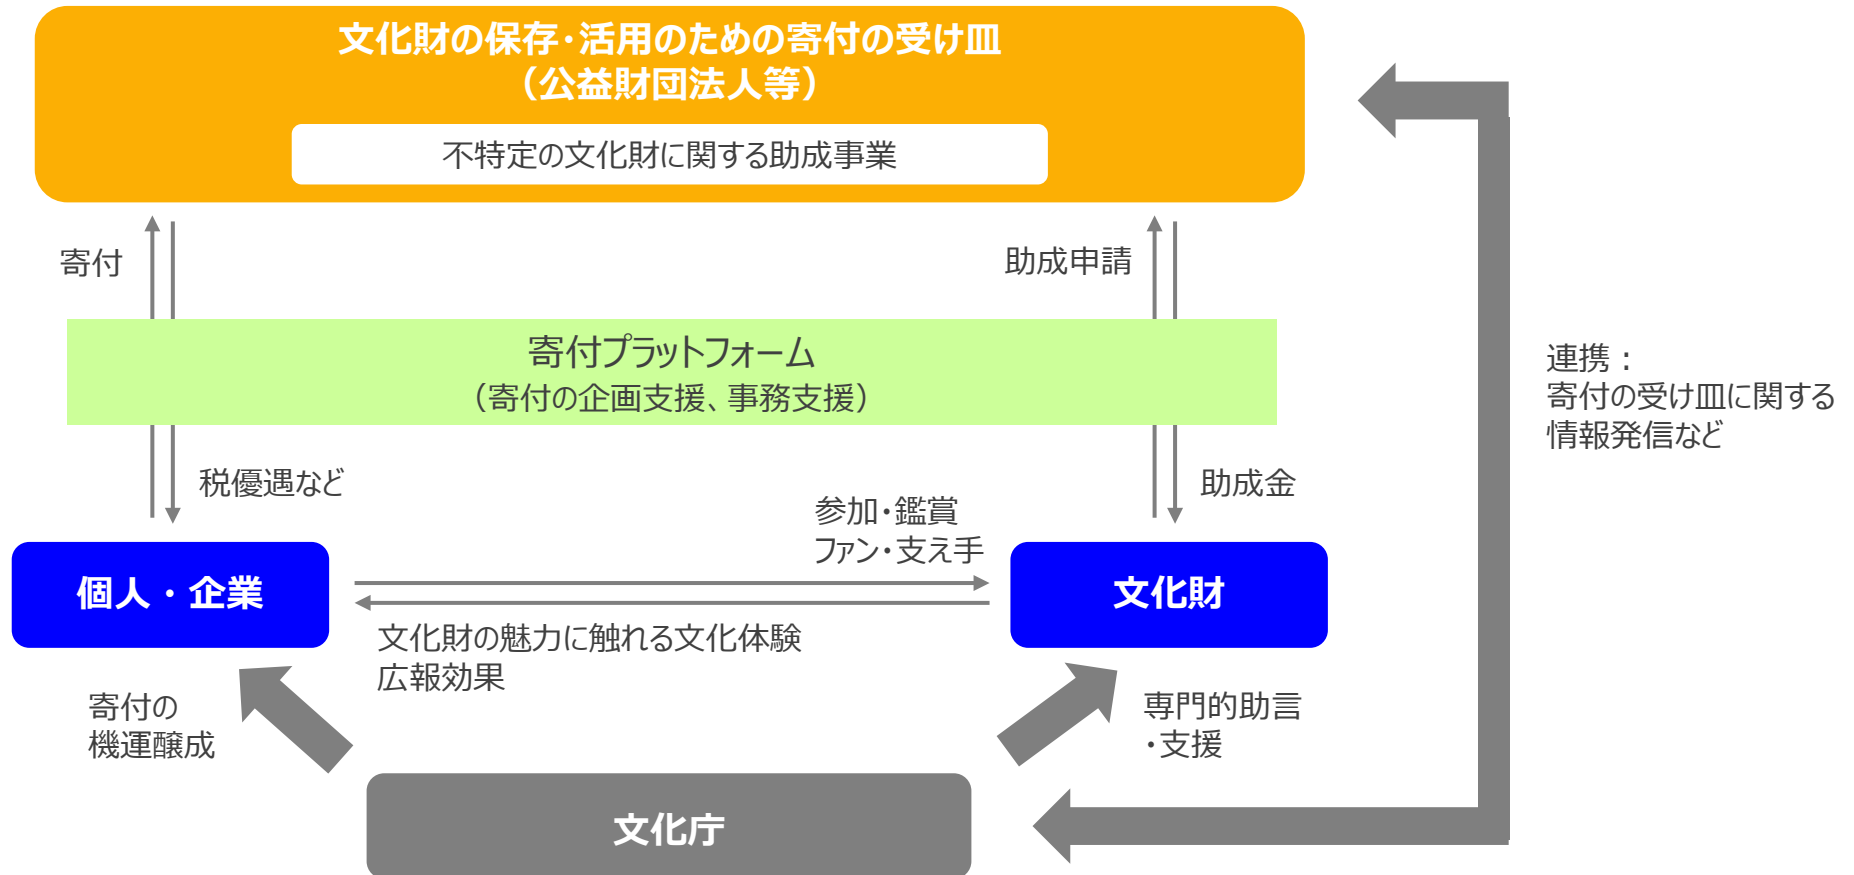 文化財の保存・活用のための寄付の受け皿
（公益財団法人等）
不特定の文化財に関する助成事業
寄付
助成申請
寄付プラットフォーム
（寄付の企画支援、事務支援）
連携：
寄付の受け皿に関する
情報発信など
税優遇など
助成金
参加・鑑賞
ファン・支え手
個人・企業
文化財
文化財の魅力に触れる文化体験
広報効果
寄付の
機運醸成
専門的助言
・支援
文化庁